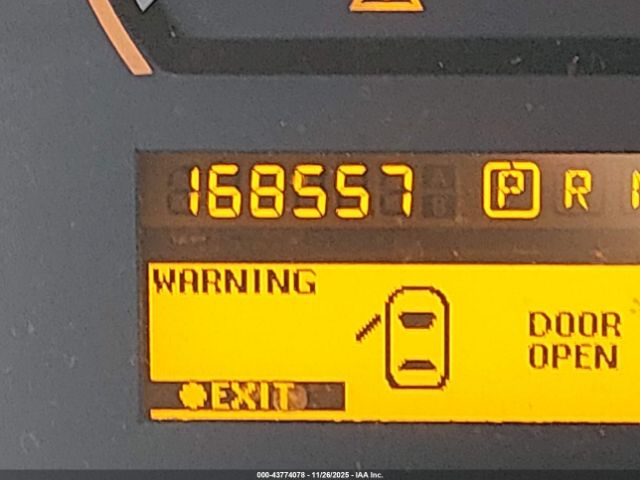 168557 P R
WARNING
DOOR
OPEN
EXIT
000-43774078 - 11/26/2025 - IAA Inc.